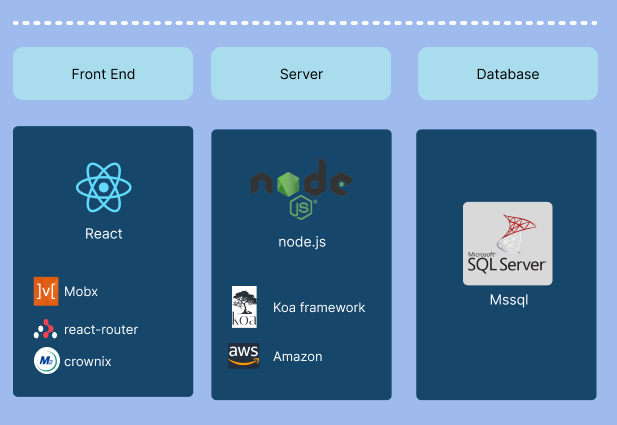 Front End
Server
Database
React
]v[ Mobx
react-router
M2 crownix
node
JS
node.js
koa Koa framework
aws Amazon
Microsoft
SQL Server
Mssql